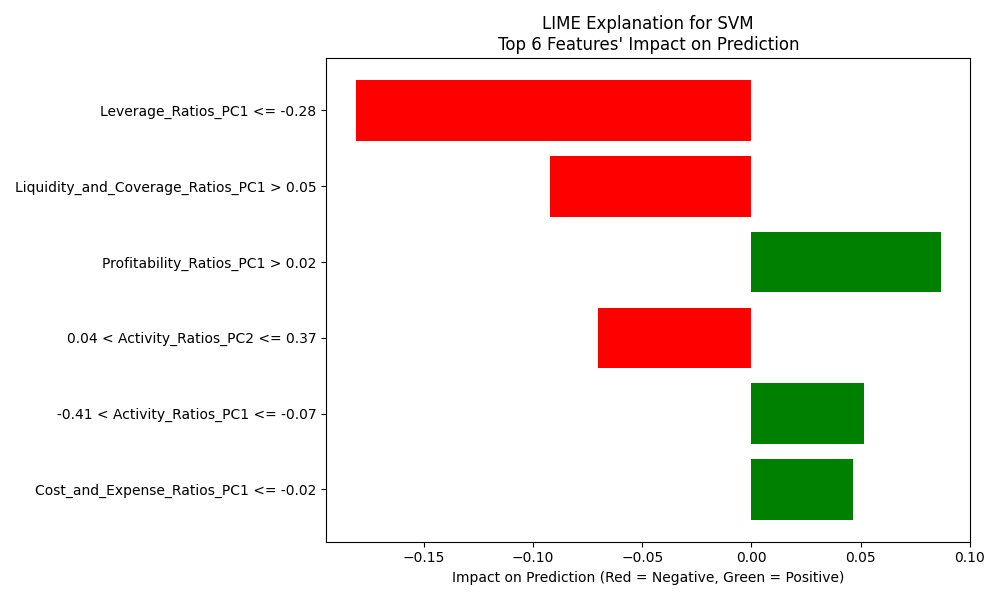 LIME Explanation for SVM
Top 6 Features' Impact on Prediction
Leverage_Ratios_PC1 <= -0.28
Liquidity_and_Coverage_Ratios_PC1 > 0.05
Profitability_Ratios_PC1 > 0.02
0.04 < Activity_Ratios_PC2 <= 0.37
-0.41 < Activity_Ratios_PC1 <= -0.07
Cost_and_Expense_Ratios_PC1 <= -0.02
−0.15 −0.10 −0.05 0.00 0.05 0.10
Impact on Prediction (Red = Negative, Green = Positive)